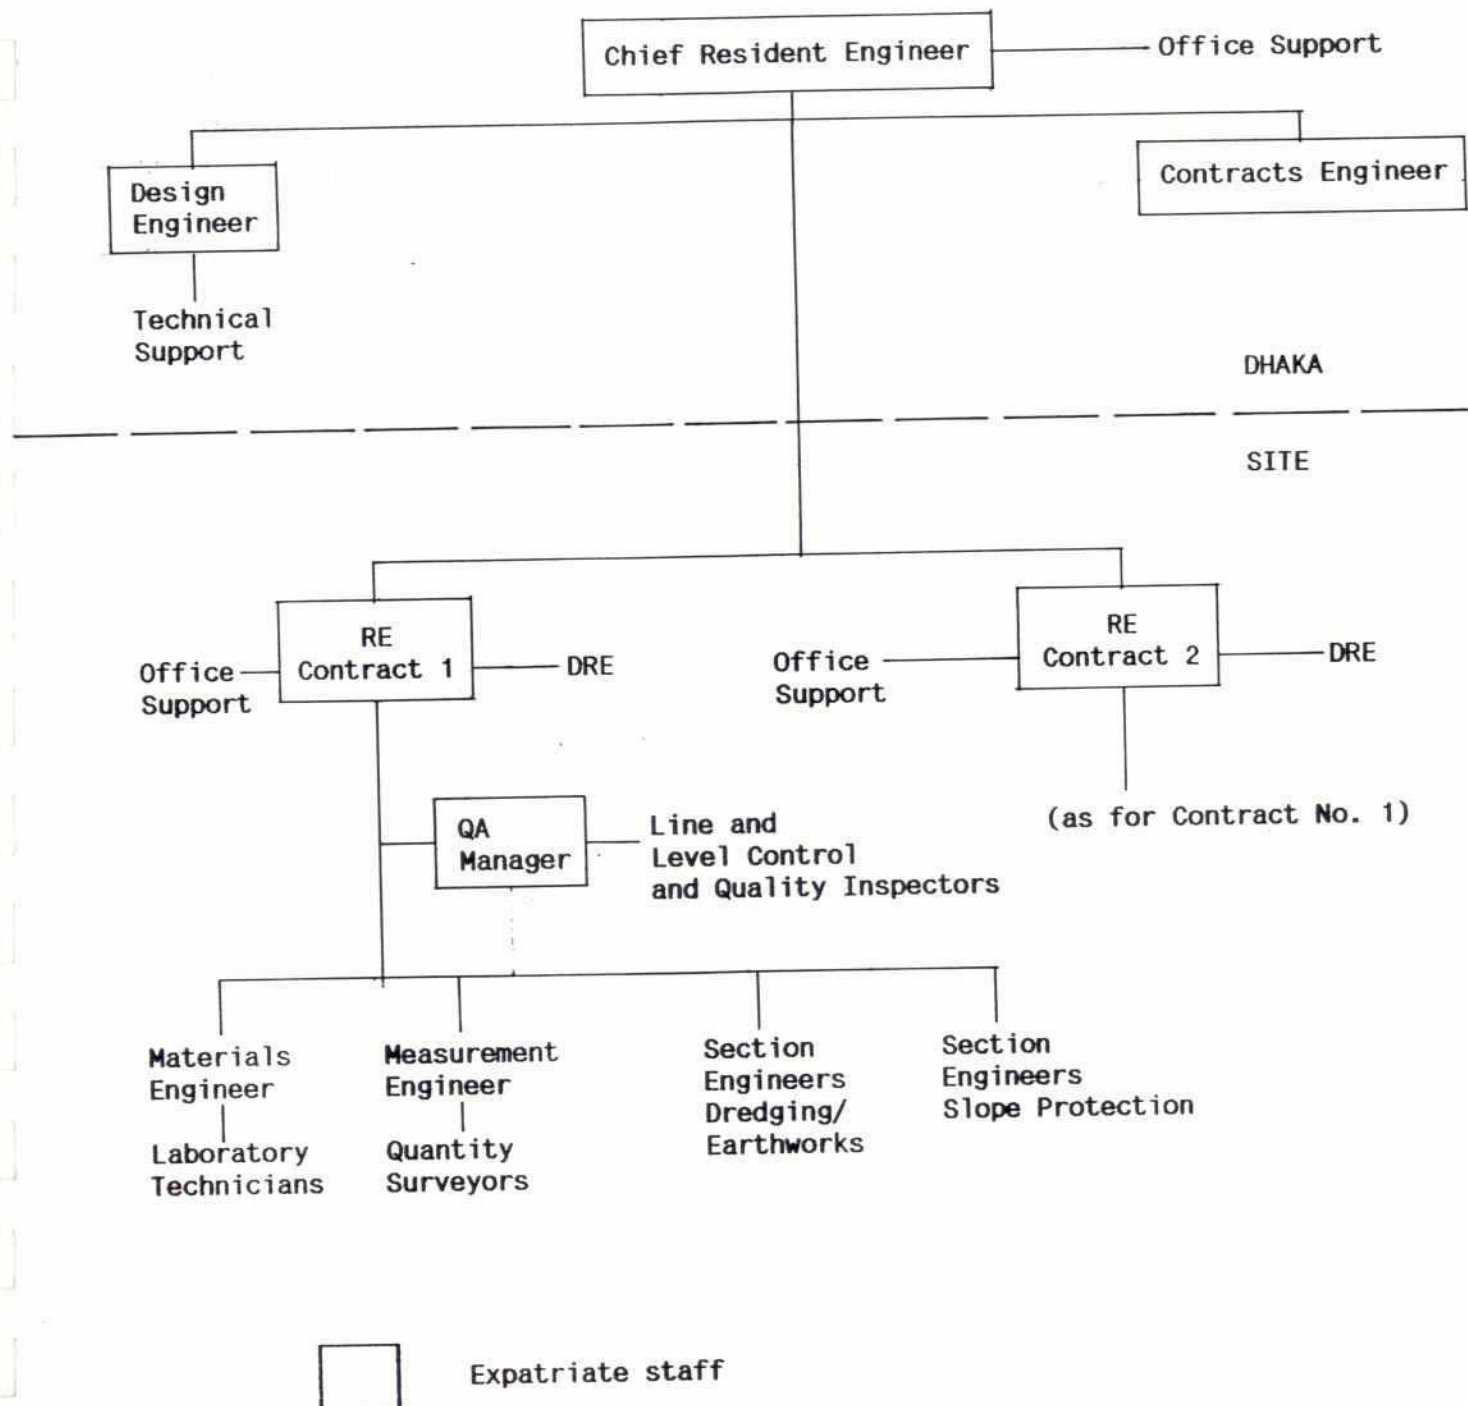 Chief Resident Engineer
Office Support
Design
Engineer
Contracts Engineer
Technical
Support
DHAKA
SITE
RE
Contract 1
Office
Support
DRE
RE
Contract 2
Office
Support
DRE
QA
Manager
Line and
Level Control
and Quality Inspectors
(as for Contract No. 1)
Materials
Engineer
Laboratory
Technicians
Measurement
Engineer
Quantity
Surveyors
Section
Engineers
Dredging/
Earthworks
Section
Engineers
Slope Protection
Expatriate staff